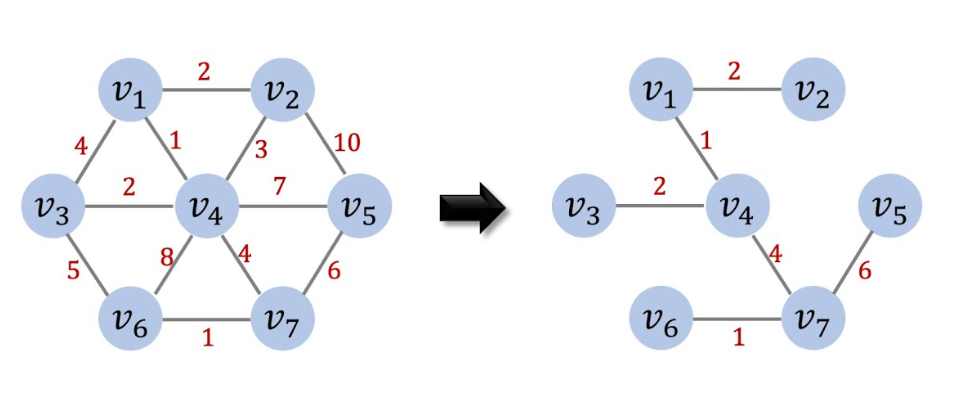 2 2
v₁ v₂ v₁ v₂
4 1 3 10 1
2 7 2
v₃ v₄ v₅ v₃ v₄ v₅
5 8 4 6 4 6
v₆ v₇ v₆ v₇
1 1